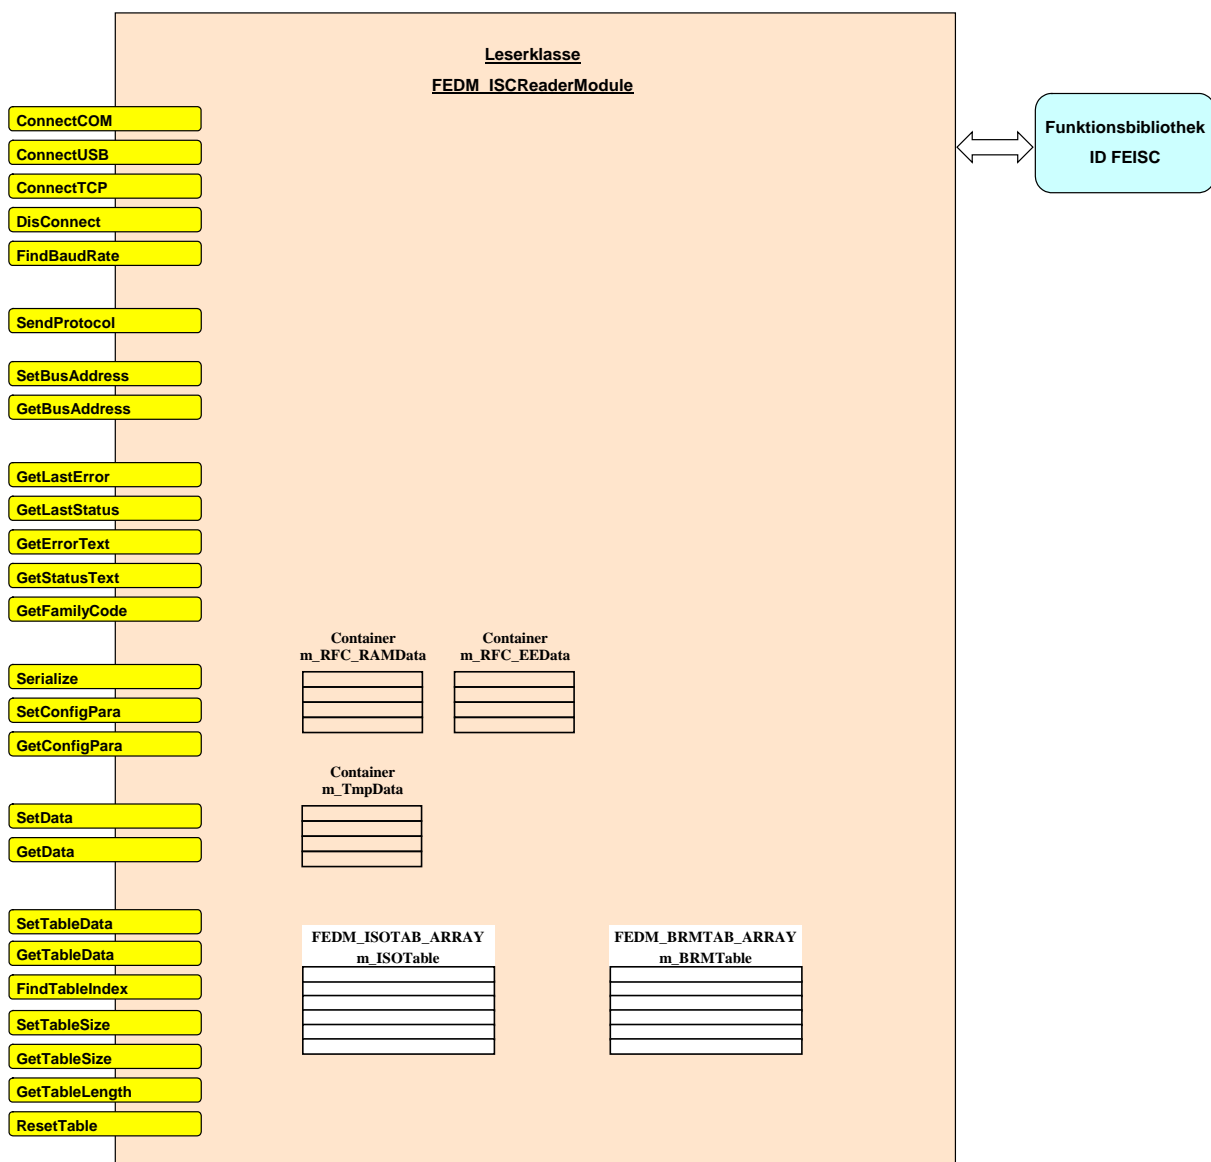 Leserklasse
FEDM_ISCReaderModule
ConnectCOM
ConnectUSB
ConnectTCP
DisConnect
FindBaudRate
SendProtocol
SetBusAddress
GetBusAddress
GetLastError
GetLastStatus
GetErrorText
GetStatusText
GetFamilyCode
Serialize
SetConfigPara
GetConfigPara
SetData
GetData
SetTableData
GetTableData
FindTableIndex
SetTableSize
GetTableSize
GetTableLength
ResetTable
Container
m_RFC_RAMData
Container
m_RFC_EEData
Container
m_TmpData
FEDM_ISOTAB_ARRAY
m_ISOTable
FEDM_BRMTAB_ARRAY
m_BRMTable
Funktionsbibliothek
ID FEISC